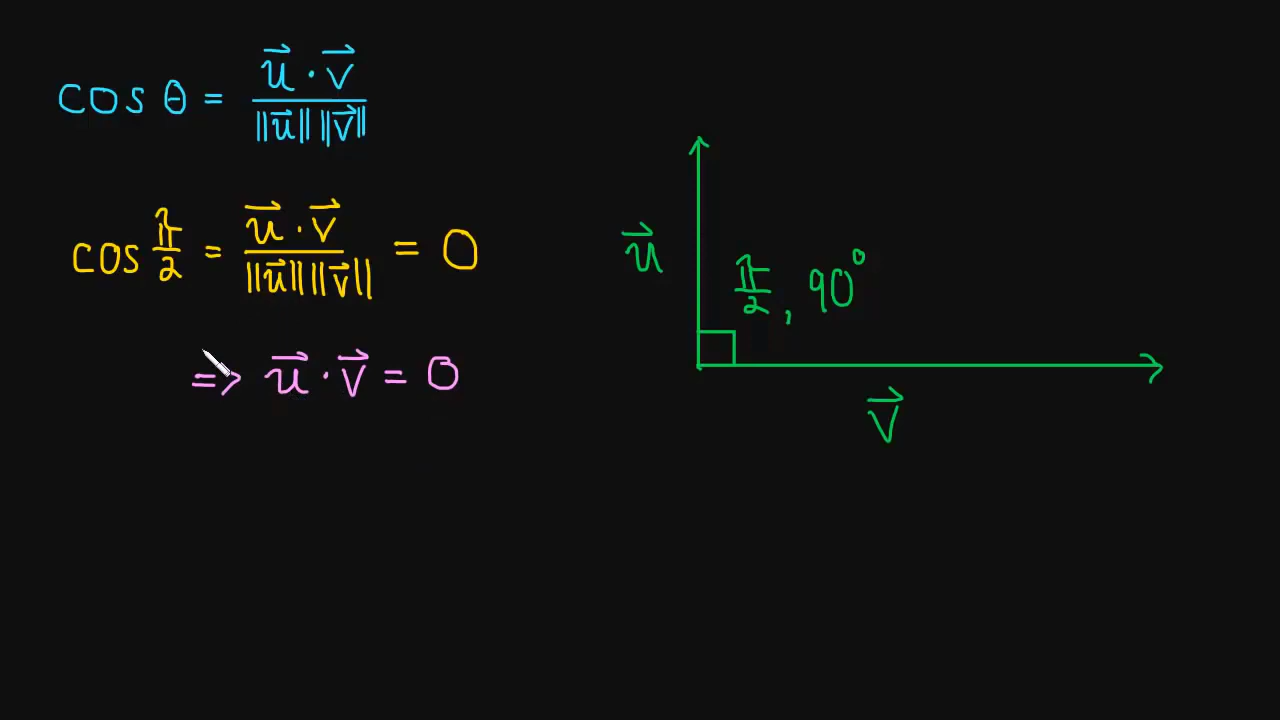 cos θ = u⃗ · v⃗ / ‖u⃗‖ ‖v⃗‖
cos π/2 = u⃗ · v⃗ / ‖u⃗‖ ‖v⃗‖ = 0
=> u⃗ · v⃗ = 0
u⃗
π/2, 90°
v⃗